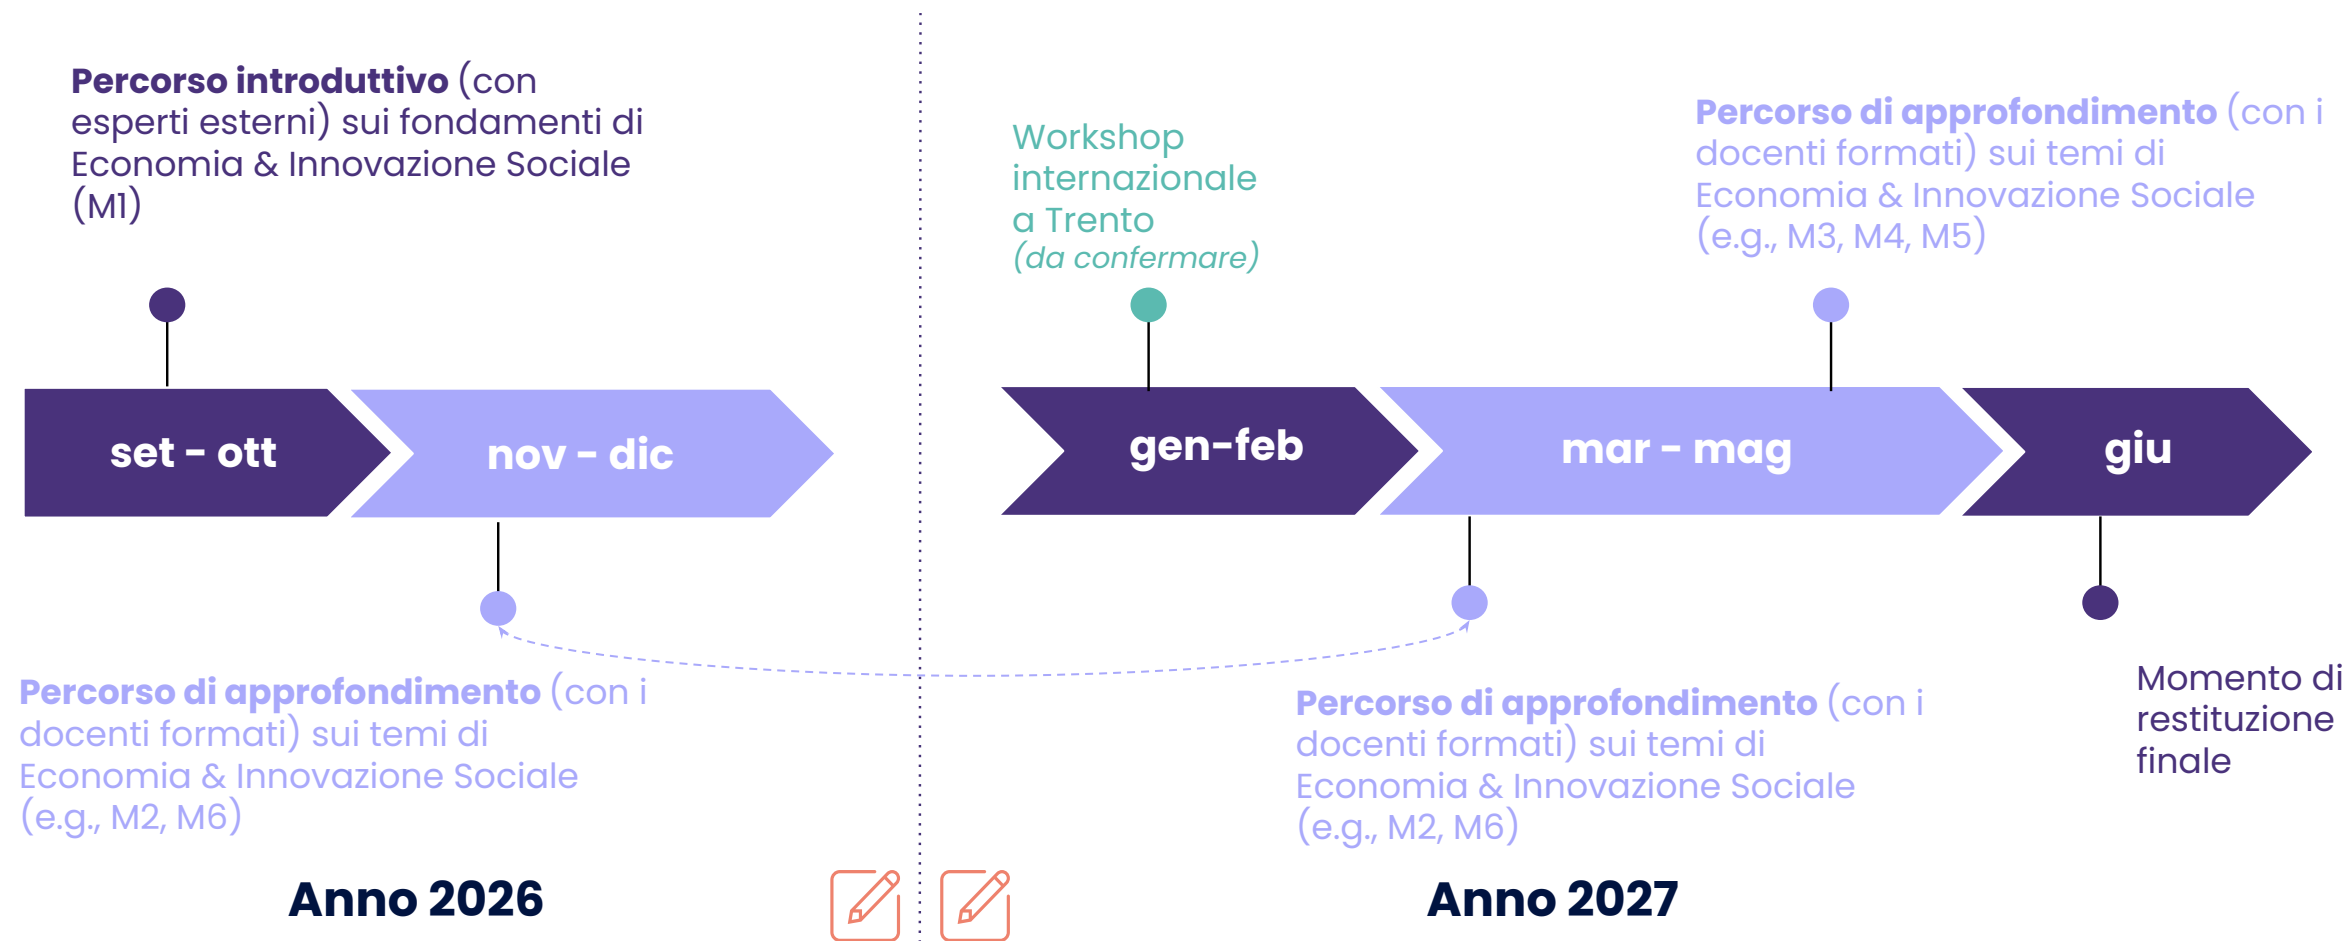 Percorso introduttivo (con
esperti esterni) sui fondamenti di
Economia & Innovazione Sociale
(M1)
set - ott
nov - dic
Percorso di approfondimento (con i
docenti formati) sui temi di
Economia & Innovazione Sociale
(e.g., M2, M6)
Anno 2026
Workshop
internazionale
a Trento
(da confermare)
Percorso di approfondimento (con i
docenti formati) sui temi di
Economia & Innovazione Sociale
(e.g., M3, M4, M5)
gen-feb
mar - mag
giu
Percorso di approfondimento (con i
docenti formati) sui temi di
Economia & Innovazione Sociale
(e.g., M2, M6)
Momento di
restituzione
finale
Anno 2027